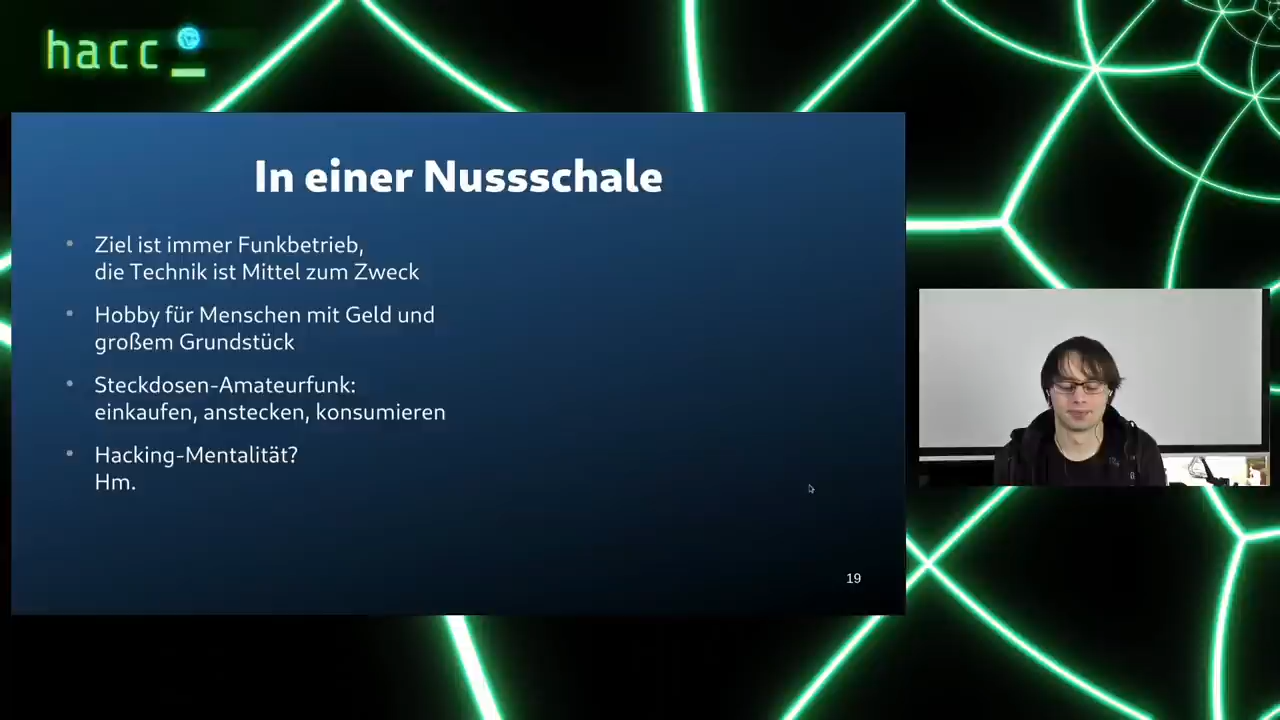 hacc
In einer Nussschale
Ziel ist immer Funkbetrieb,
die Technik ist Mittel zum Zweck
Hobby für Menschen mit Geld und
großem Grundstück
Steckdosen-Amateurfunk:
einkaufen, anstecken, konsumieren
Hacking-Mentalität?
Hm.
19